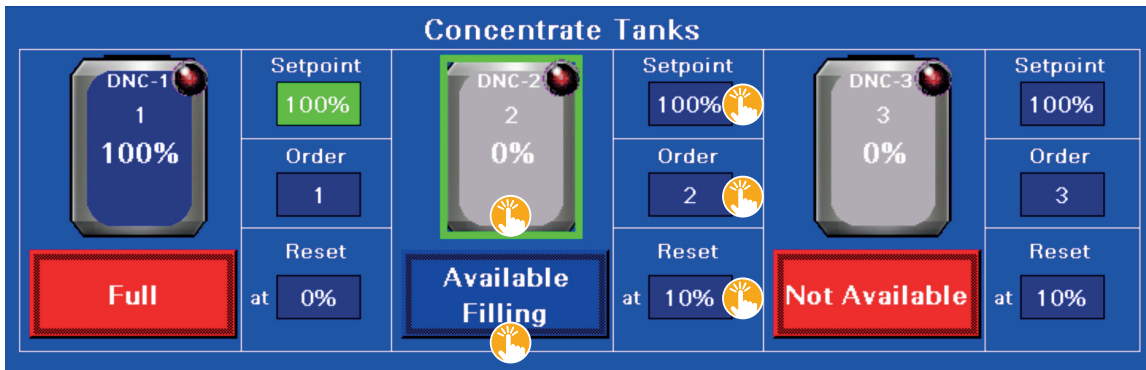 Concentrate Tanks
DNC-1
1
100%
Full
Setpoint
100%
Order
1
Reset
at 0%
DNC-2
2
0%
Available
Filling
Setpoint
100%
Order
2
Reset
at 10%
DNC-3
3
0%
Not Available
Setpoint
100%
Order
3
Reset
at 10%